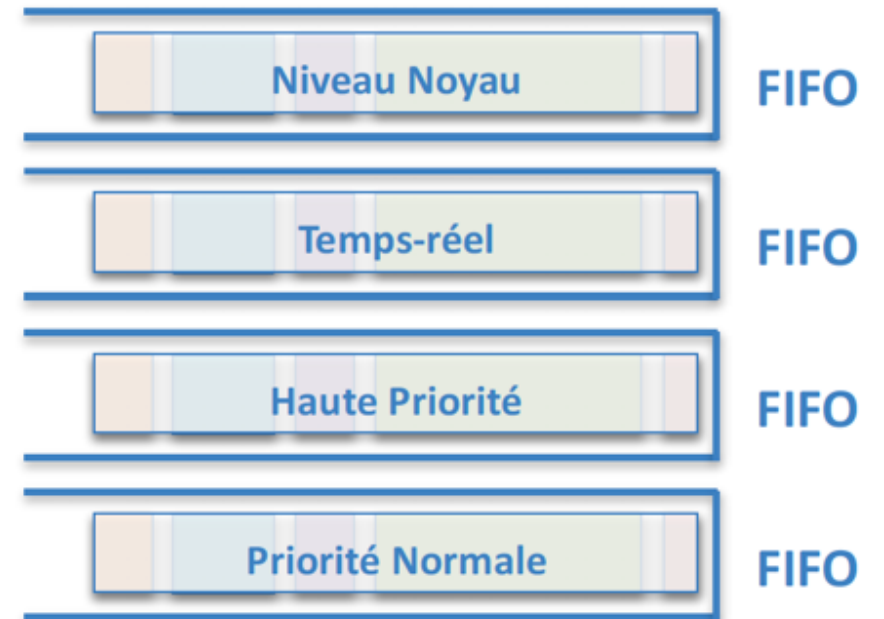 Niveau Noyau FIFO
Temps-réel FIFO
Haute Priorité FIFO
Priorité Normale FIFO